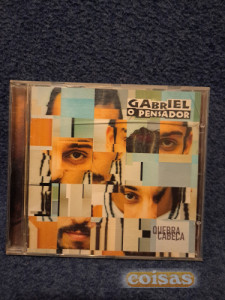 GABRIEL
O PENSADOR
QUEBRA
CABEÇA
coisas